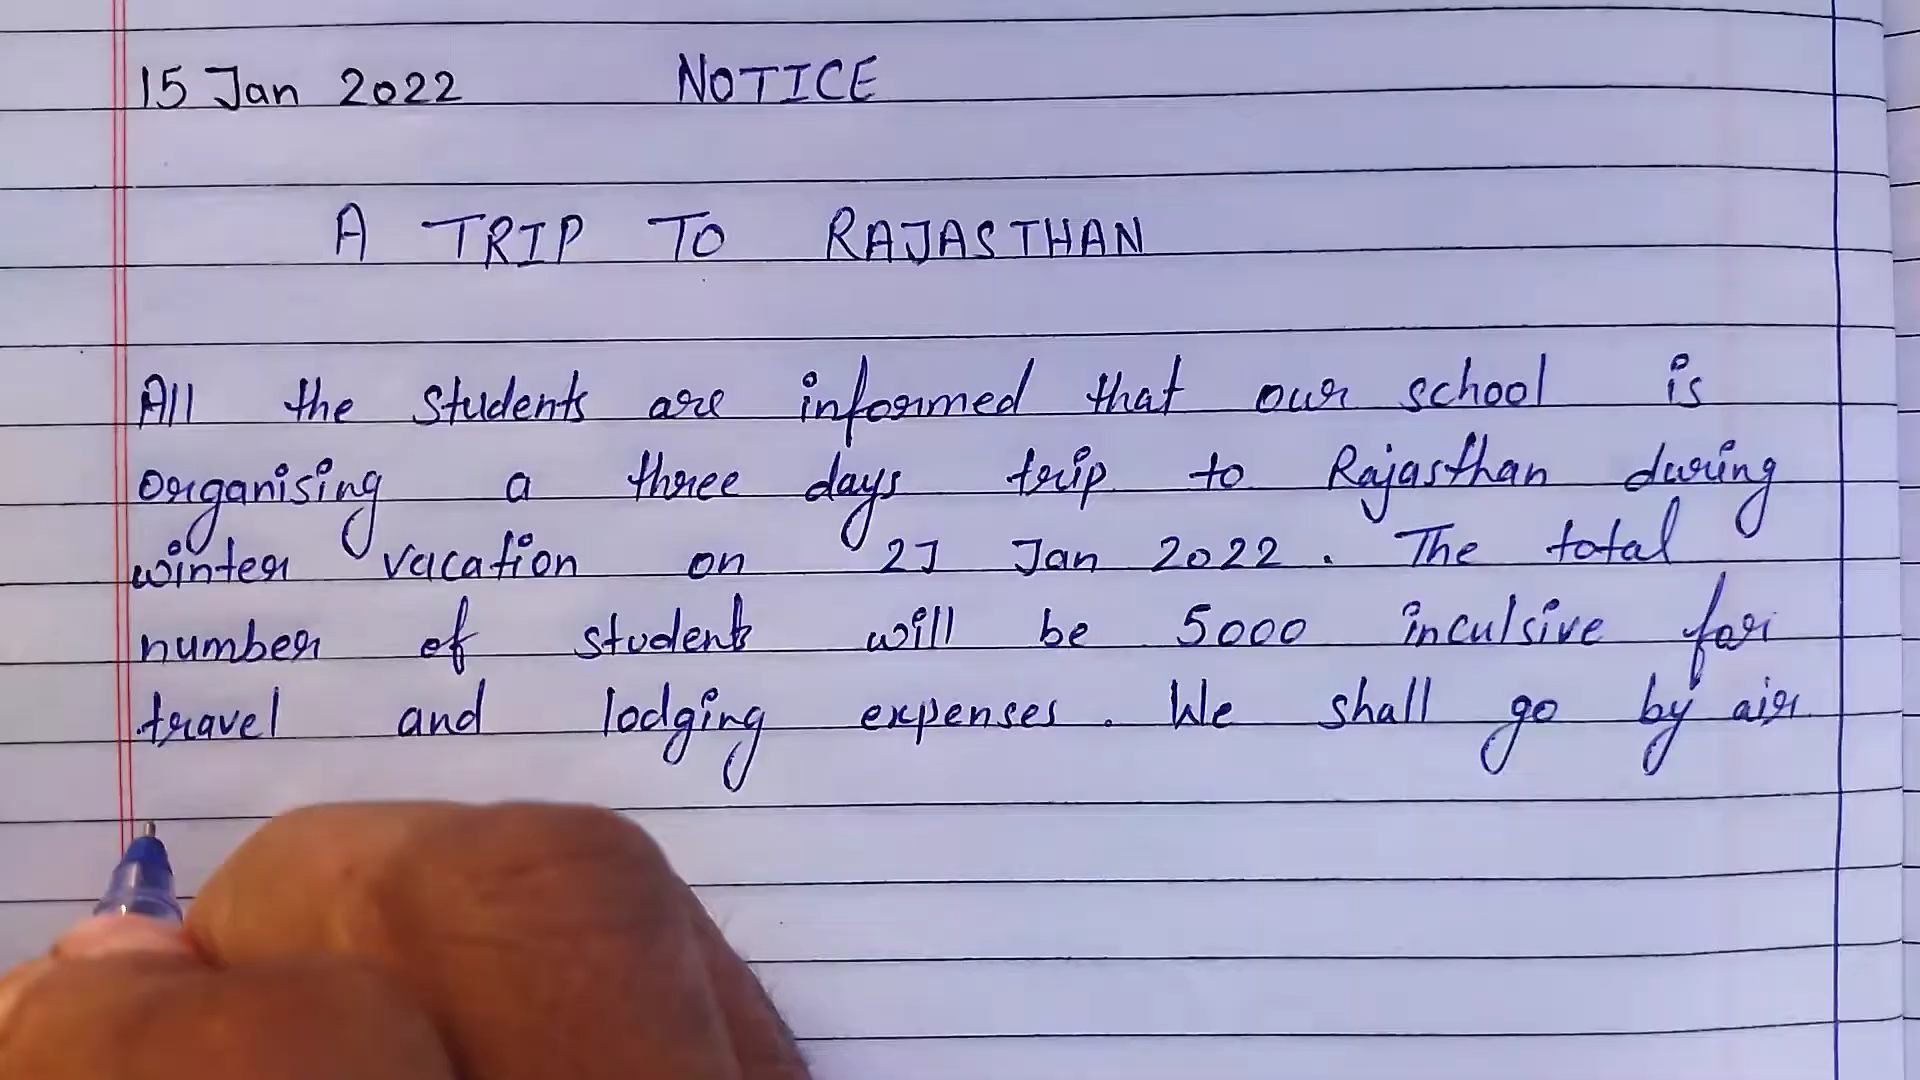 15 Jan 2022 NOTICE
A TRIP TO RAJASTHAN
All the students are informed that our school is
organising a three days trip to Rajasthan during
winter vacation on 21 Jan 2022. The total
number of students will be 5000 inculsive for
travel and lodging expenses. We shall go by air